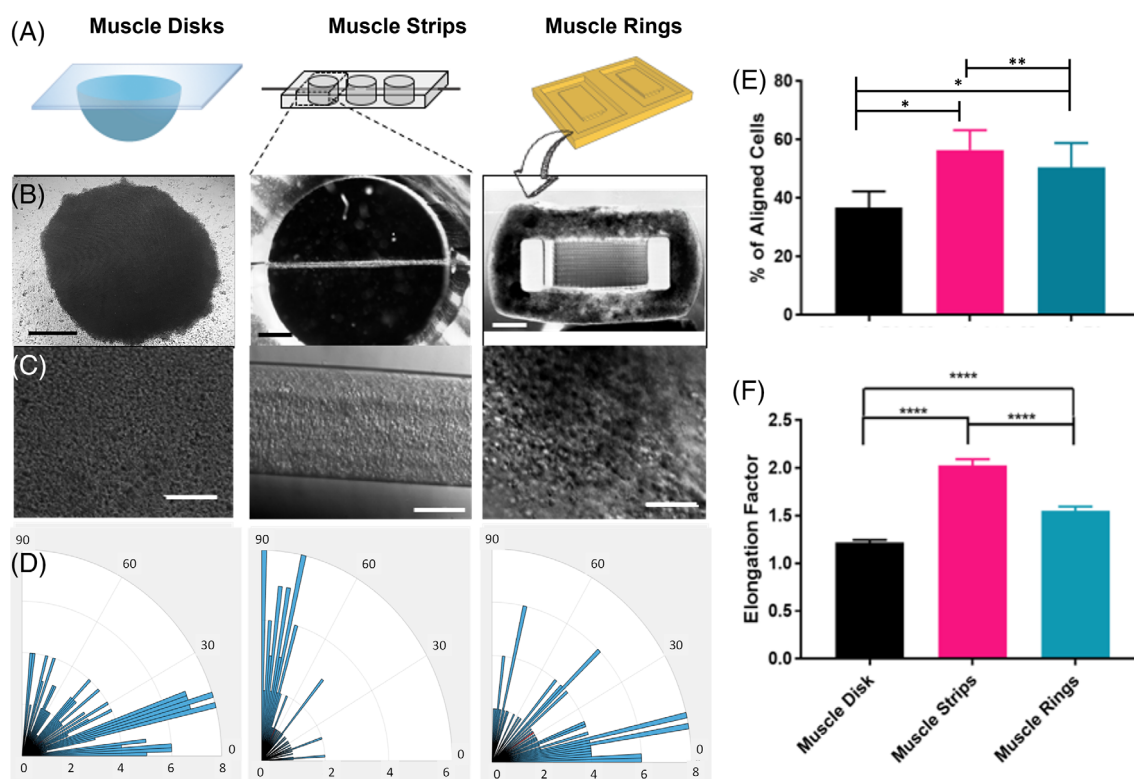 (A)
Muscle Disks
Muscle Strips
Muscle Rings
(B)
(C)
(D)
90
60
30
0
0 2 4 6 8
90
60
30
0
0 2 4 6
90
60
30
0
0 2 4 6 8
(E)
% of Aligned Cells
80
60
40
20
0
*
*
**
(F)
Elongation Factor
2.5
2.0
1.5
1.0
0.5
0.0
****
****
****
Muscle Disk
Muscle Strips
Muscle Rings